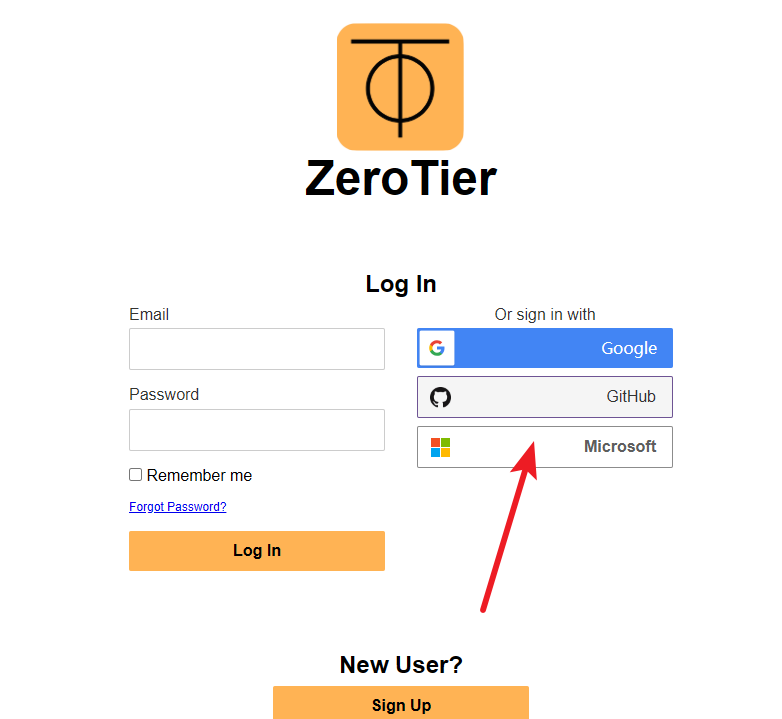 ZeroTier
Log In
Email
Password
Remember me
Forgot Password?
Log In
Or sign in with
Google
GitHub
Microsoft
New User?
Sign Up